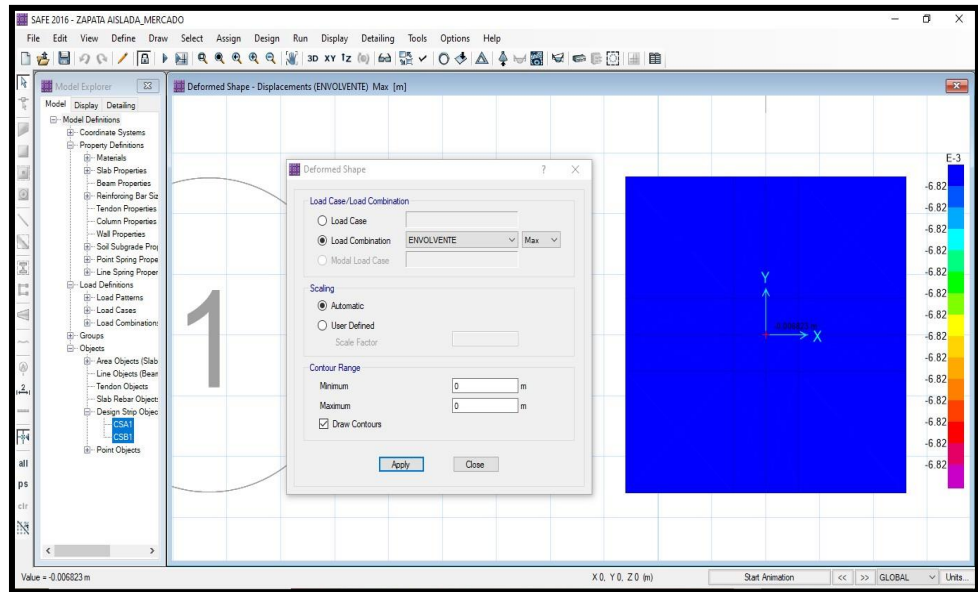 SAFE 2016 - ZAPATA AISLADA_MERCADO
File Edit View Define Draw Select Assign Design Run Display Detailing Tools Options Help
3D XY
Model Explorer
Deformed Shape - Displacements (ENVOLVENTE) Max [m]
Model Display Detailing
Model Definitions
Coordinate Systems
Property Definitions
Materials
Slab Properties
Beam Properties
Reinforcing Bar Siz
Tendon Properties
Column Properties
Wall Properties
Soil Subgrade Prop
Point Spring Prope
Line Spring Proper
Load Definitions
Load Patterns
Load Cases
Load Combinations
Groups
Objects
Area Objects (Slab
Line Objects (Bear
Tendon Objects
Slab Rebar Objects
Design Strip Objec
CSA1
CSB1
Point Objects
all
ps
clr
1
Deformed Shape ? X
Load Case/Load Combination
Load Case
Load Combination ENVOLVENTE Max
Modal Load Case
Scaling
Automatic
User Defined
Scale Factor
Contour Range
Minimum 0 m
Maximum 0 m
Draw Contours
Apply Close
Y
X
E-3
-6.82
-6.82
-6.82
-6.82
-6.82
-6.82
-6.82
-6.82
-6.82
-6.82
-6.82
-6.82
-6.82
-6.82
Value = -0.006823 m
X 0, Y 0, Z 0 (m)
Start Animation << >> GLOBAL Units...